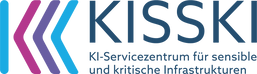 KISSKI
KI-Servicezentrum für sensible
und kritische Infrastrukturen